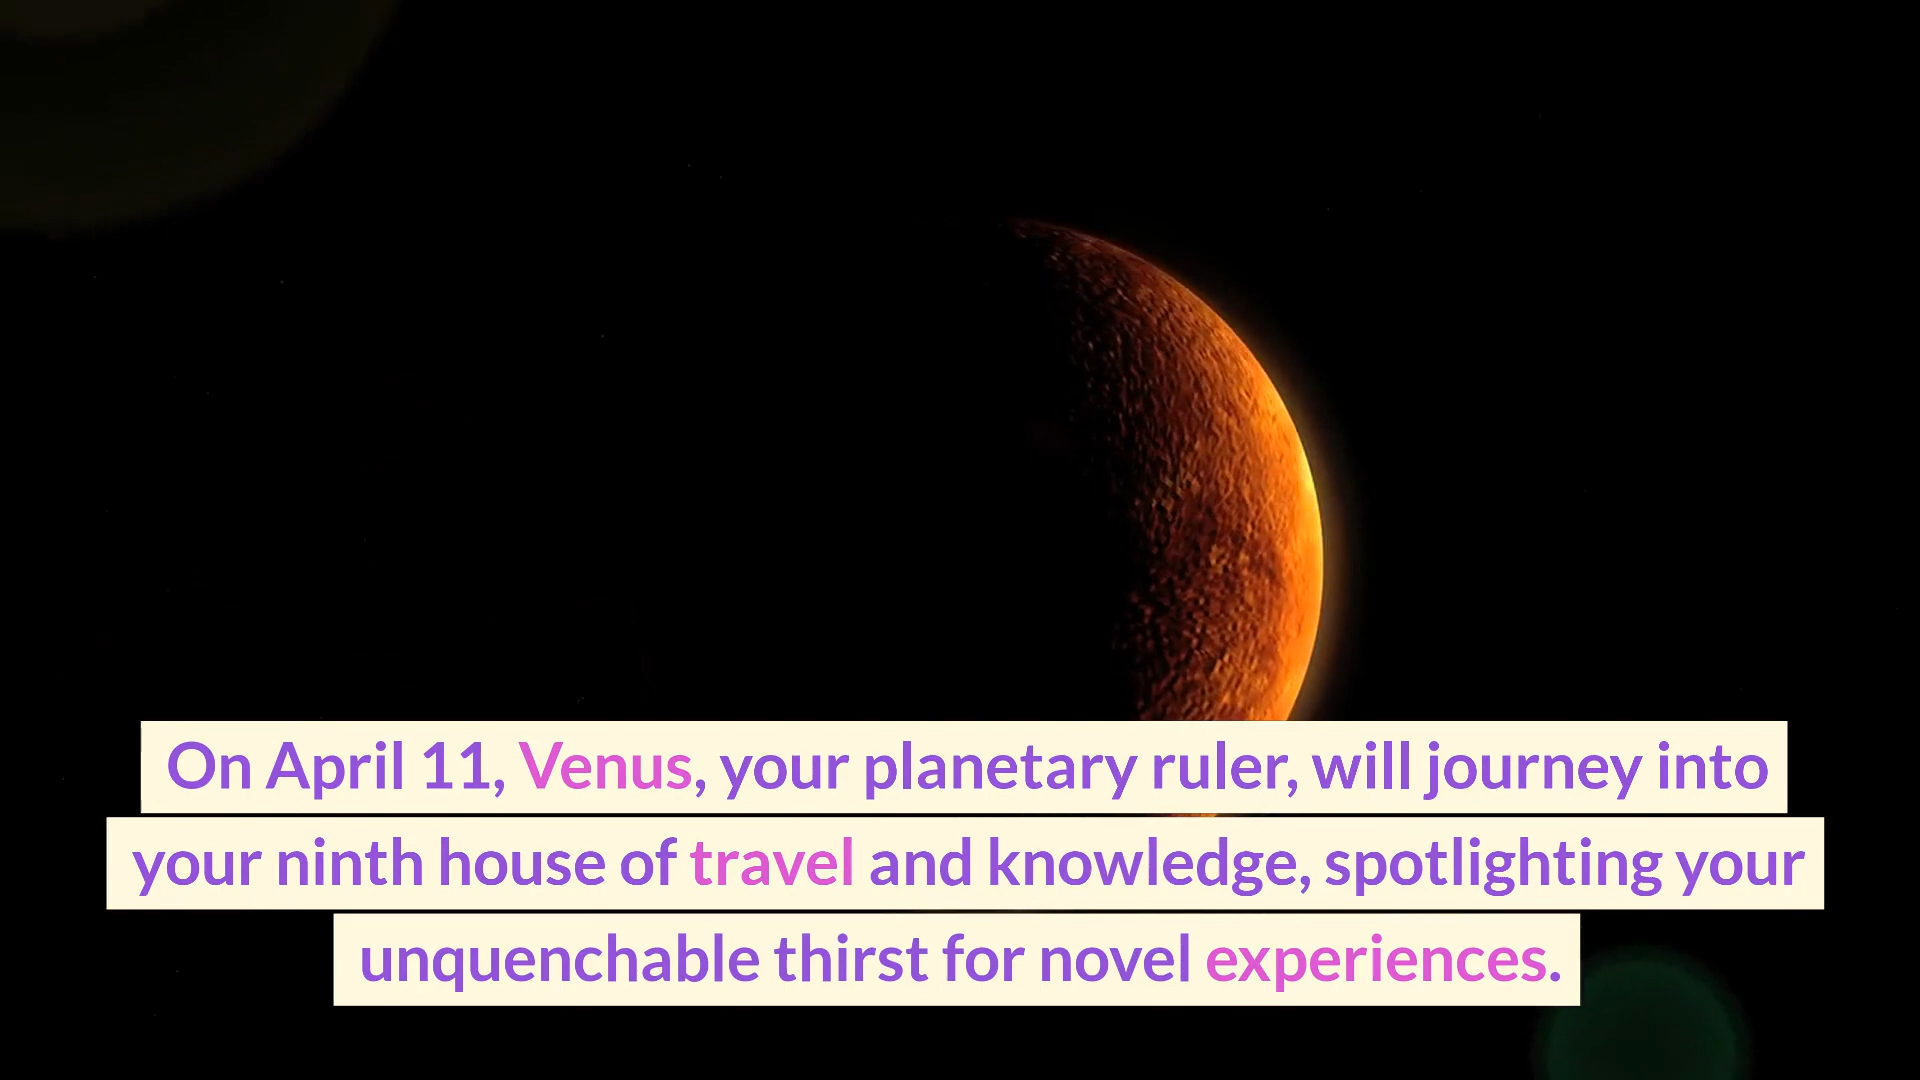 On April 11, Venus, your planetary ruler, will journey into
your ninth house of travel and knowledge, spotlighting your
unquenchable thirst for novel experiences.